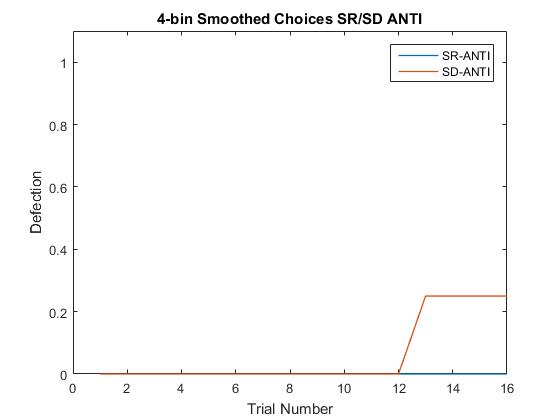 4-bin Smoothed Choices SR/SD ANTI
SR-ANTI
SD-ANTI
1
0.8
0.6
0.4
0.2
0
Defection
0 2 4 6 8 10 12 14 16
Trial Number